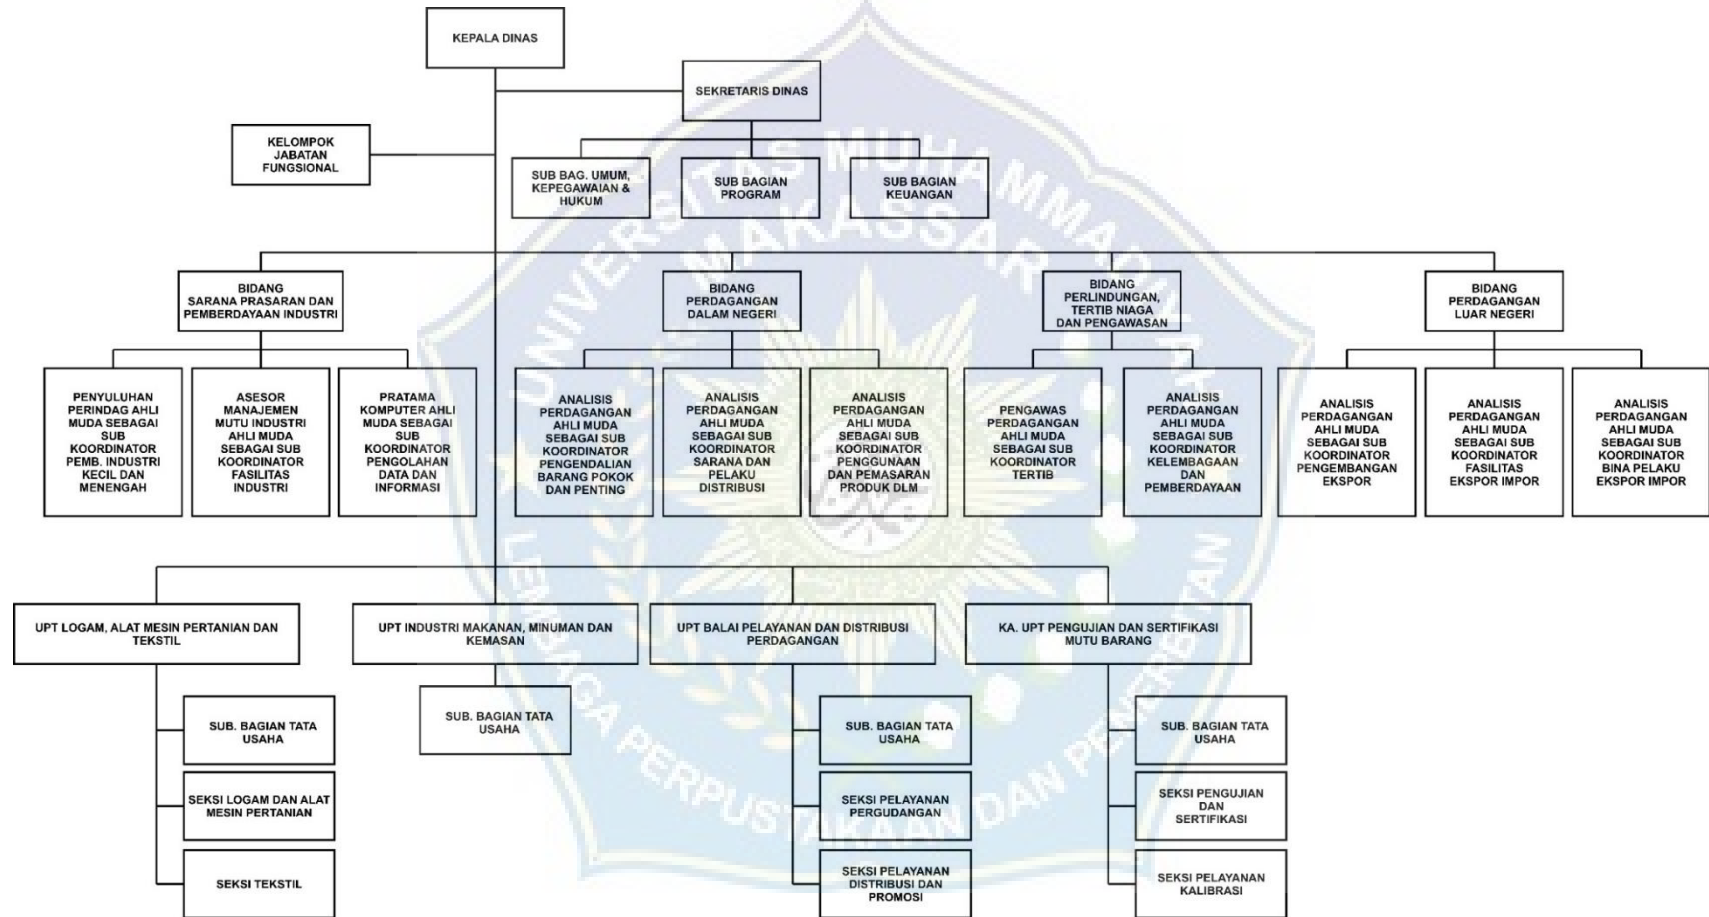 KEPALA DINAS
SEKRETARIS DINAS
KELOMPOK
JABATAN
FUNGSIONAL
SUB BAG. UMUM,
KEPEGAWAIAN &
HUKUM
SUB BAGIAN
PROGRAM
SUB BAGIAN
KEUANGAN
BIDANG
SARANA PRASARAN DAN
PEMBERDAYAAN INDUSTRI
BIDANG
PERDAGANGAN
DALAM NEGERI
BIDANG
PERLINDUNGAN,
TERTIB NIAGA
DAN PENGAWASAN
BIDANG
PERDAGANGAN
LUAR NEGERI
PENYULUHAN
PERINDAG AHLI
MUDA SEBAGAI
SUB
KOORDINATOR
PEMB. INDUSTRI
KECIL DAN
MENENGAH
ASESOR
MANAJEMEN
MUTU INDUSTRI
AHLI MUDA
SEBAGAI SUB
KOORDINATOR
FASILITAS
INDUSTRI
PRATAMA
KOMPUTER AHLI
MUDA SEBAGAI
SUB
KOORDINATOR
PENGOLAHAN
DATA DAN
INFORMASI
ANALISIS
PERDAGANGAN
AHLI MUDA
SEBAGAI SUB
KOORDINATOR
PENGENDALIAN
BARANG POKOK
DAN PENTING
ANALISIS
PERDAGANGAN
AHLI MUDA
SEBAGAI SUB
KOORDINATOR
SARANA DAN
PELAKU
DISTRIBUSI
ANALISIS
PERDAGANGAN
AHLI MUDA
SEBAGAI SUB
KOORDINATOR
PENGGUNAAN
DAN PEMASARAN
PRODUK DLM
PENGAWAS
PERDAGANGAN
AHLI MUDA
SEBAGAI SUB
KOORDINATOR
TERTIB
ANALISIS
PERDAGANGAN
AHLI MUDA
SEBAGAI SUB
KOORDINATOR
KELEMBAGAAN
DAN
PEMBERDAYAAN
ANALISIS
PERDAGANGAN
AHLI MUDA
SEBAGAI SUB
KOORDINATOR
PENGEMBANGAN
EKSPOR
ANALISIS
PERDAGANGAN
AHLI MUDA
SEBAGAI SUB
KOORDINATOR
FASILITAS
EKSPOR IMPOR
ANALISIS
PERDAGANGAN
AHLI MUDA
SEBAGAI SUB
KOORDINATOR
BINA PELAKU
EKSPOR IMPOR
UPT LOGAM, ALAT MESIN PERTANIAN DAN
TEKSTIL
UPT INDUSTRI MAKANAN, MINUMAN DAN
KEMASAN
UPT BALAI PELAYANAN DAN DISTRIBUSI
PERDAGANGAN
KA. UPT PENGUJIAN DAN SERTIFIKASI
MUTU BARANG
SUB. BAGIAN TATA
USAHA
SEKSI LOGAM DAN ALAT
MESIN PERTANIAN
SEKSI TEKSTIL
SUB. BAGIAN TATA
USAHA
SUB. BAGIAN TATA
USAHA
SEKSI PELAYANAN
PERGUDANGAN
SEKSI PELAYANAN
DISTRIBUSI DAN
PROMOSI
SUB. BAGIAN TATA
USAHA
SEKSI PENGUJIAN
DAN
SERTIFIKASI
SEKSI PELAYANAN
KALIBRASI
UNIVERSITAS MUHAMMADIYAH
MAKASSAR
LEMBAGA PERPUSTAKAAN DAN PENERBITAN